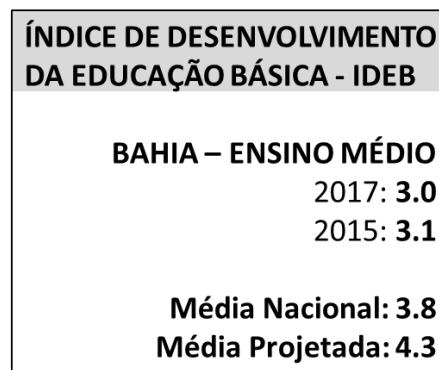 ÍNDICE DE DESENVOLVIMENTO
DA EDUCAÇÃO BÁSICA - IDEB
BAHIA – ENSINO MÉDIO
2017: 3.0
2015: 3.1
Média Nacional: 3.8
Média Projetada: 4.3